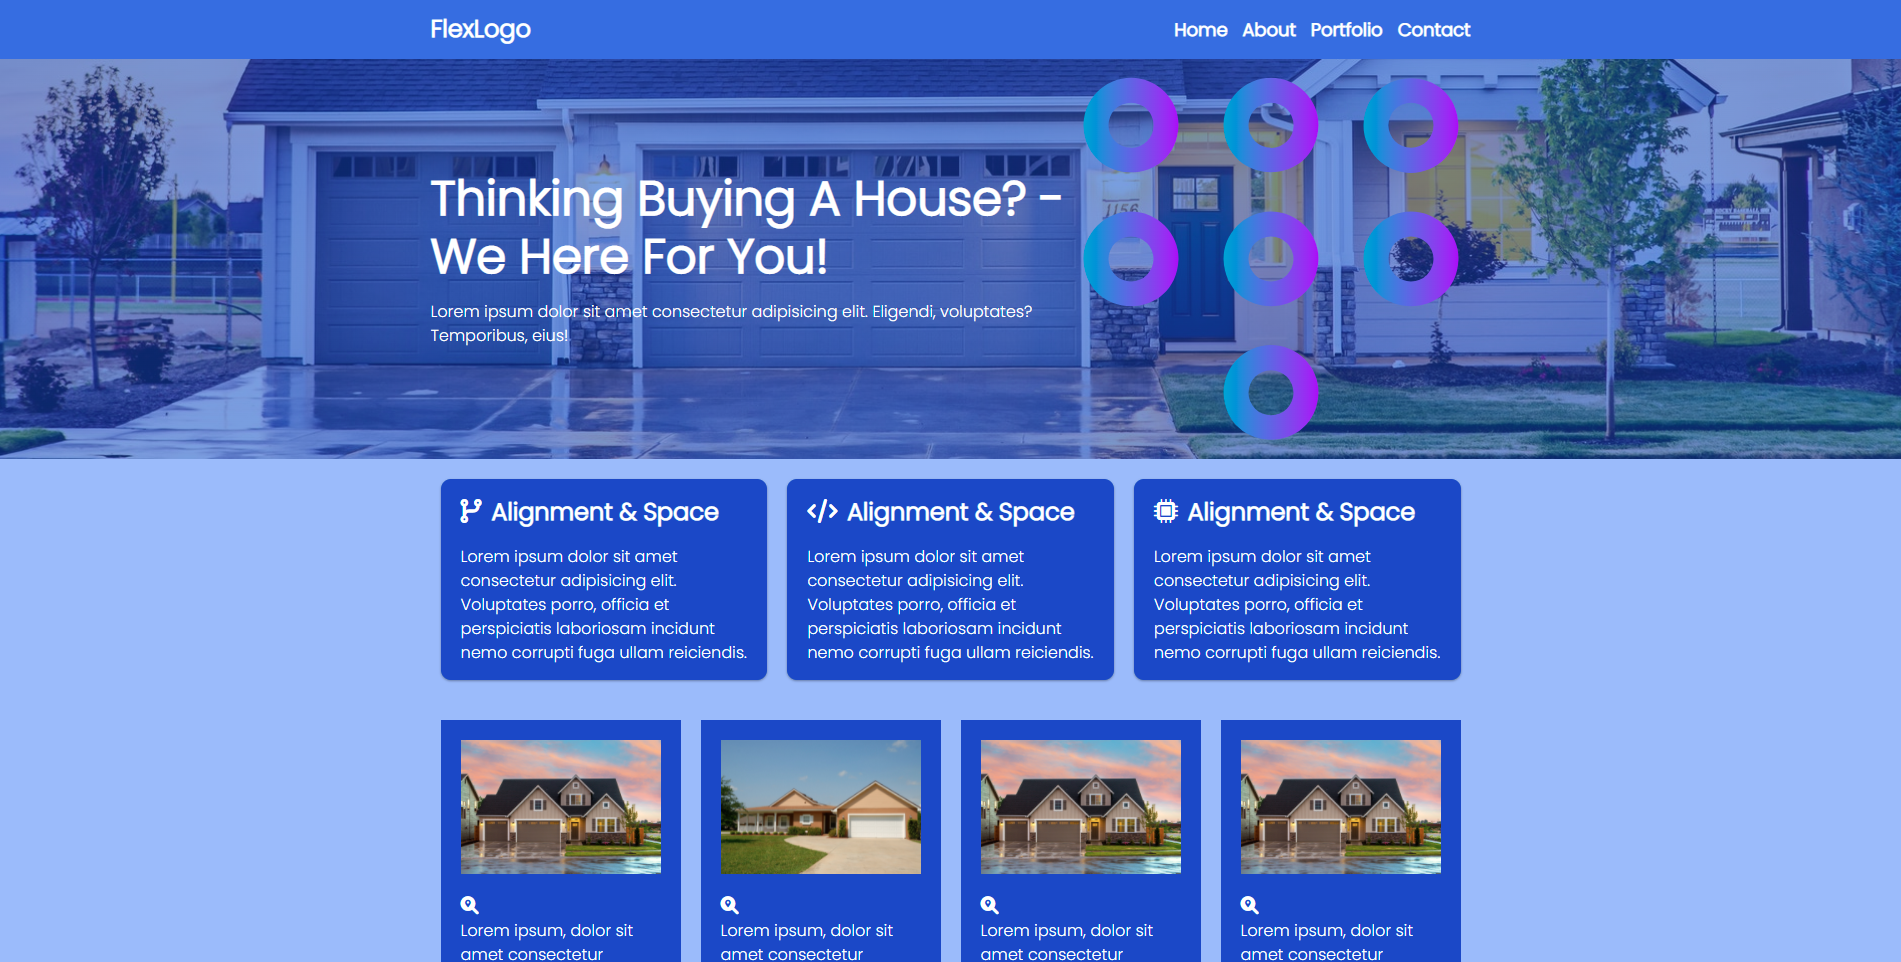 FlexLogo
Home About Portfolio Contact
Thinking Buying A House? -
We Here For You!
1156
Lorem ipsum dolor sit amet consectetur adipisicing elit. Eligendi, voluptates?
Temporibus, eius!
Alignment & Space
Lorem ipsum dolor sit amet
consectetur adipisicing elit.
Voluptates porro, officia et
perspiciatis laboriosam incidunt
nemo corrupti fuga ullam reiciendis.
Alignment & Space
Lorem ipsum dolor sit amet
consectetur adipisicing elit.
Voluptates porro, officia et
perspiciatis laboriosam incidunt
nemo corrupti fuga ullam reiciendis.
Alignment & Space
Lorem ipsum dolor sit amet
consectetur adipisicing elit.
Voluptates porro, officia et
perspiciatis laboriosam incidunt
nemo corrupti fuga ullam reiciendis.
Lorem ipsum, dolor sit
amet consectetur
Lorem ipsum, dolor sit
amet consectetur
Lorem ipsum, dolor sit
amet consectetur
Lorem ipsum, dolor sit
amet consectetur